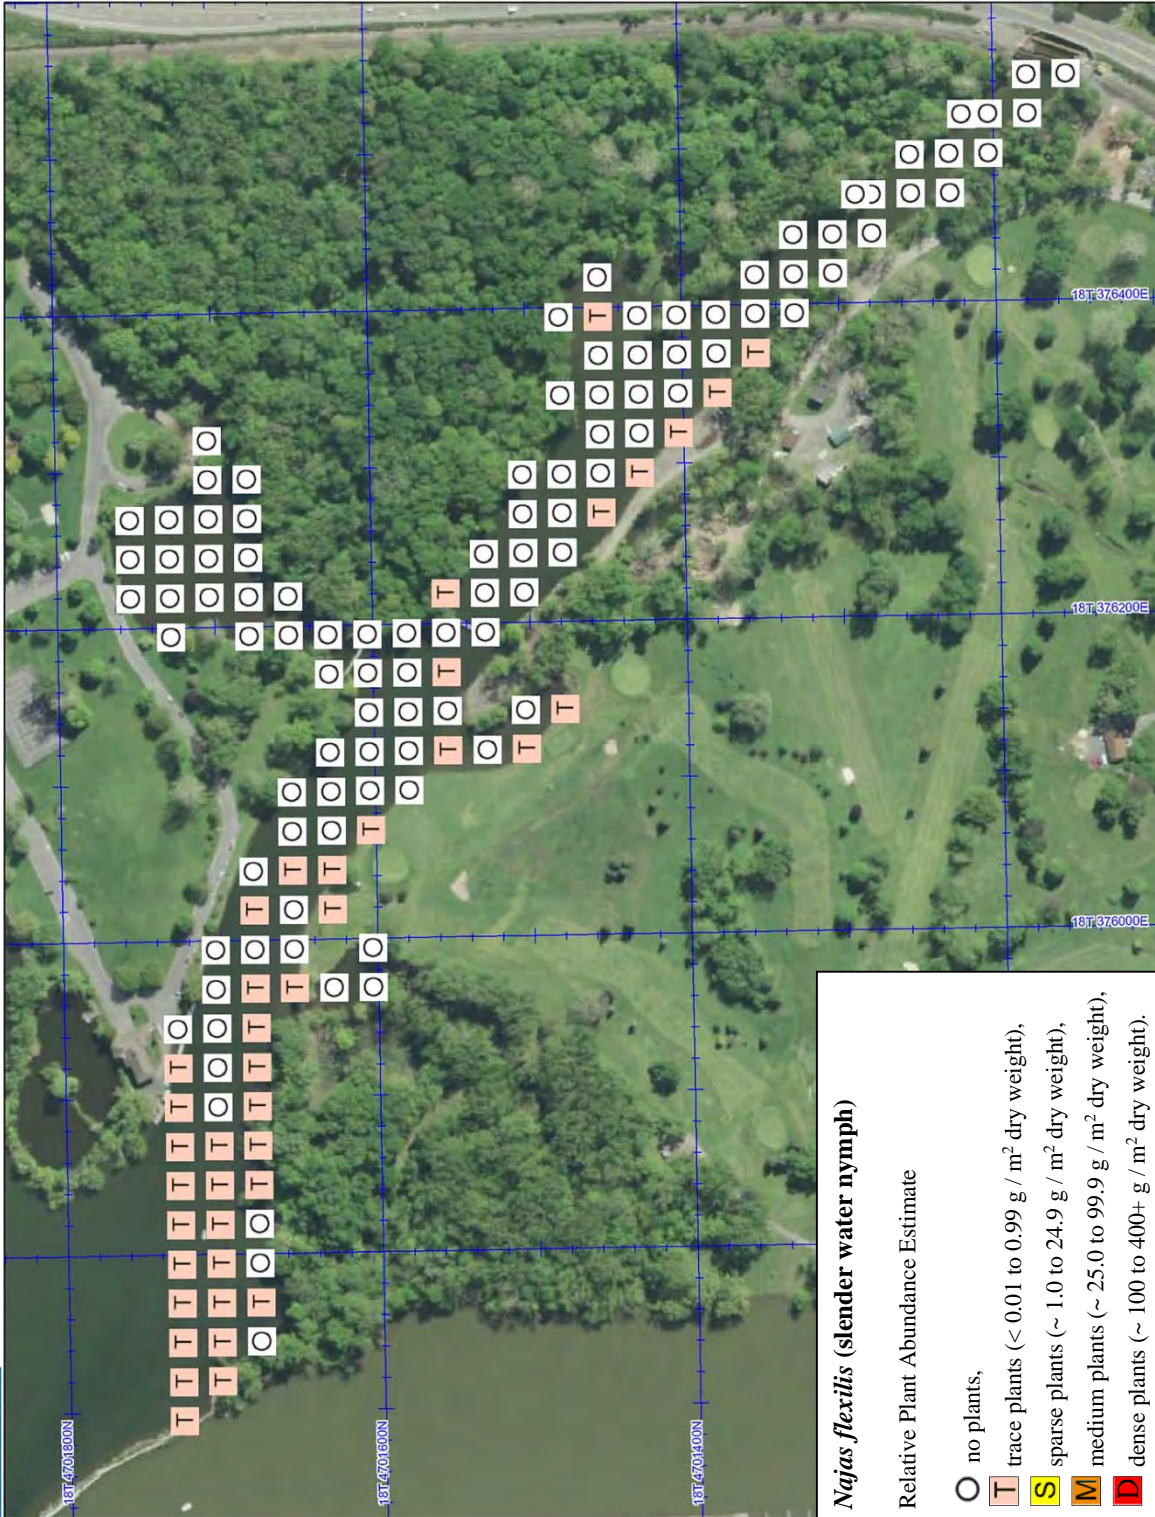 18T 4701800N
18T 4701600N
18T 4701400N
18T 376400E
18T 376200E
18T 376000E
Najas flexilis (slender water nymph)
Relative Plant Abundance Estimate
O no plants,
T trace plants (< 0.01 to 0.99 g / m² dry weight),
S sparse plants (~ 1.0 to 24.9 g / m² dry weight),
M medium plants (~ 25.0 to 99.9 g / m² dry weight),
D dense plants (~ 100 to 400+ g / m² dry weight).